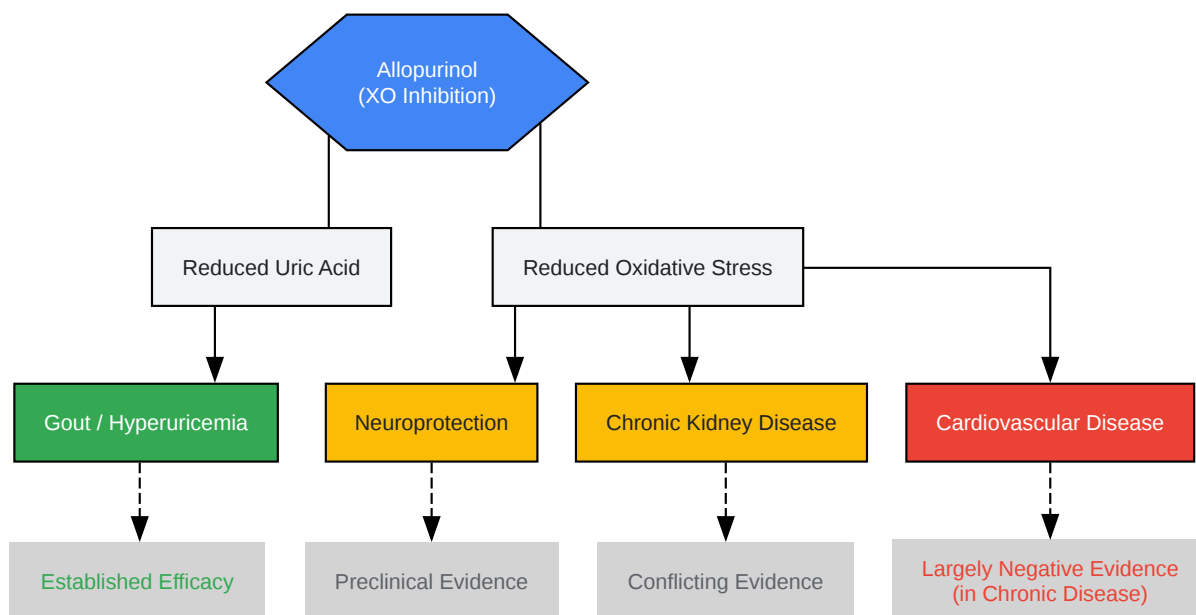 Allopurinol
(XO Inhibition)
Reduced Uric Acid
Reduced Oxidative Stress
Gout / Hyperuricemia
Neuroprotection
Chronic Kidney Disease
Cardiovascular Disease
Established Efficacy
Preclinical Evidence
Conflicting Evidence
Largely Negative Evidence
(in Chronic Disease)